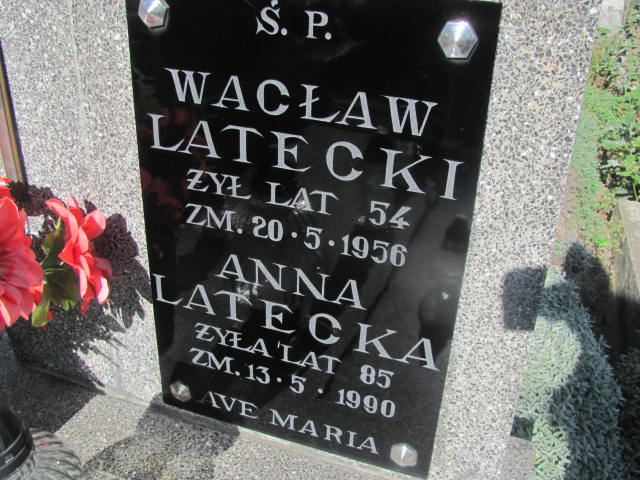 Ś. P.
WACŁAW
LATECKI
ŻYŁ LAT 54
ZM. 20·5·1956
ANNA
LATECKA
ŻYŁA LAT 85
ZM. 13·5·1990
AVE MARIA